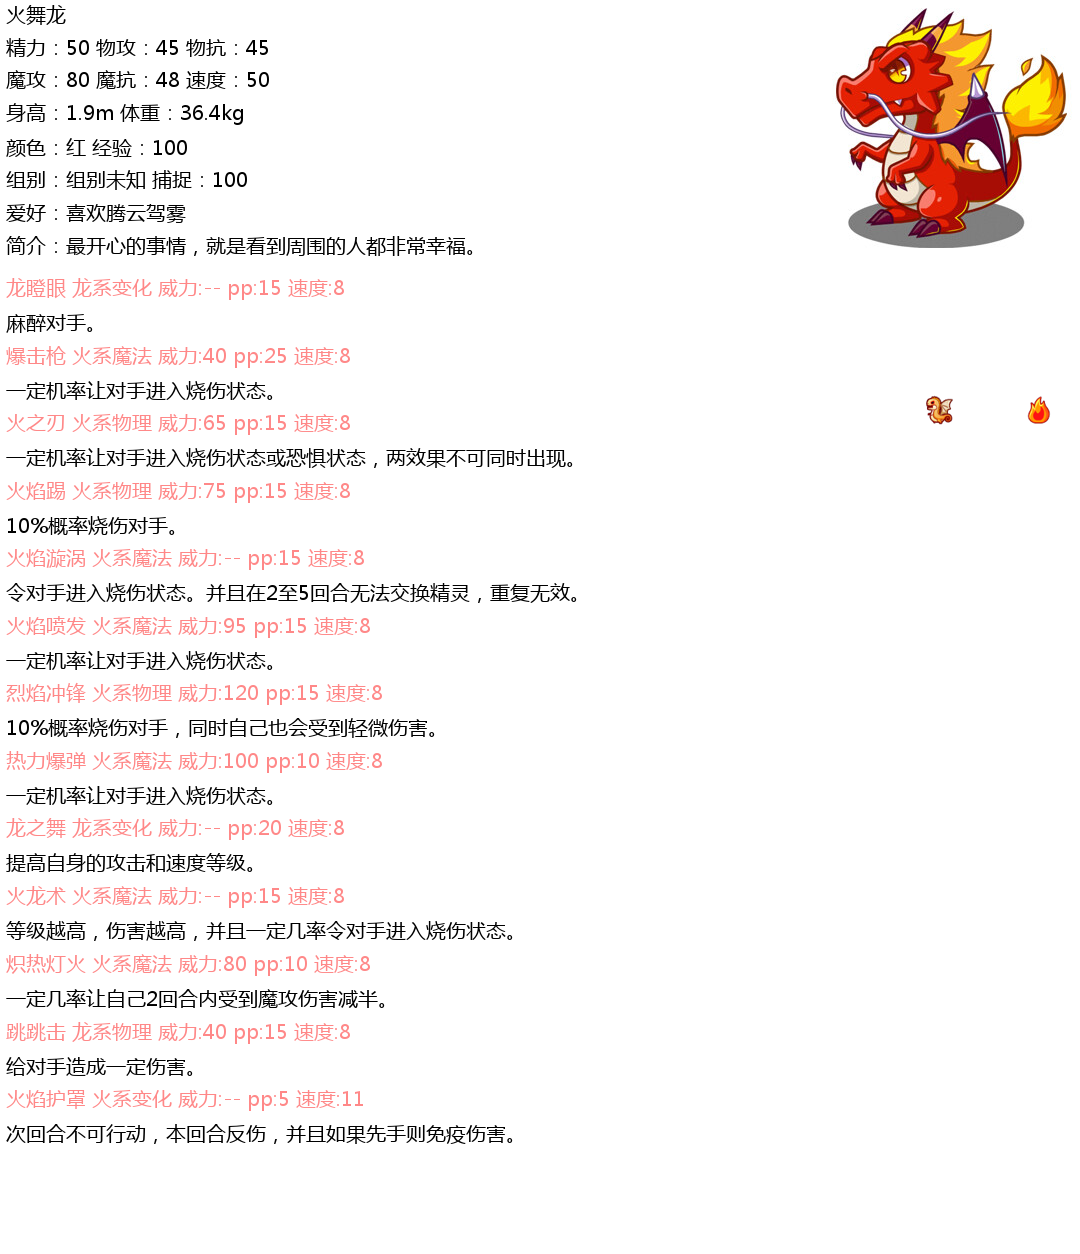 火舞龙
精力：50 物攻：45 物抗：45
魔攻：80 魔抗：48 速度：50
身高：1.9m 体重：36.4kg
颜色：红 经验：100
组别：组别未知 捕捉：100
爱好：喜欢腾云驾雾
简介：最开心的事情，就是看到周围的人都非常幸福。
龙瞪眼 龙系变化 威力:-- pp:15 速度:8
麻醉对手。
爆击枪 火系魔法 威力:40 pp:25 速度:8
一定机率让对手进入烧伤状态。
火之刃 火系物理 威力:65 pp:15 速度:8
一定机率让对手进入烧伤状态或恐惧状态，两效果不可同时出现。
火焰踢 火系物理 威力:75 pp:15 速度:8
10%概率烧伤对手。
火焰漩涡 火系魔法 威力:-- pp:15 速度:8
令对手进入烧伤状态。并且在2至5回合无法交换精灵，重复无效。
火焰喷发 火系魔法 威力:95 pp:15 速度:8
一定机率让对手进入烧伤状态。
烈焰冲锋 火系物理 威力:120 pp:15 速度:8
10%概率烧伤对手，同时自己也会受到轻微伤害。
热力爆弹 火系魔法 威力:100 pp:10 速度:8
一定机率让对手进入烧伤状态。
龙之舞 龙系变化 威力:-- pp:20 速度:8
提高自身的攻击和速度等级。
火龙术 火系魔法 威力:-- pp:15 速度:8
等级越高，伤害越高，并且一定几率令对手进入烧伤状态。
炽热灯火 火系魔法 威力:80 pp:10 速度:8
一定几率让自己2回合内受到魔攻伤害减半。
跳跳击 龙系物理 威力:40 pp:15 速度:8
给对手造成一定伤害。
火焰护罩 火系变化 威力:-- pp:5 速度:11
次回合不可行动，本回合反伤，并且如果先手则免疫伤害。